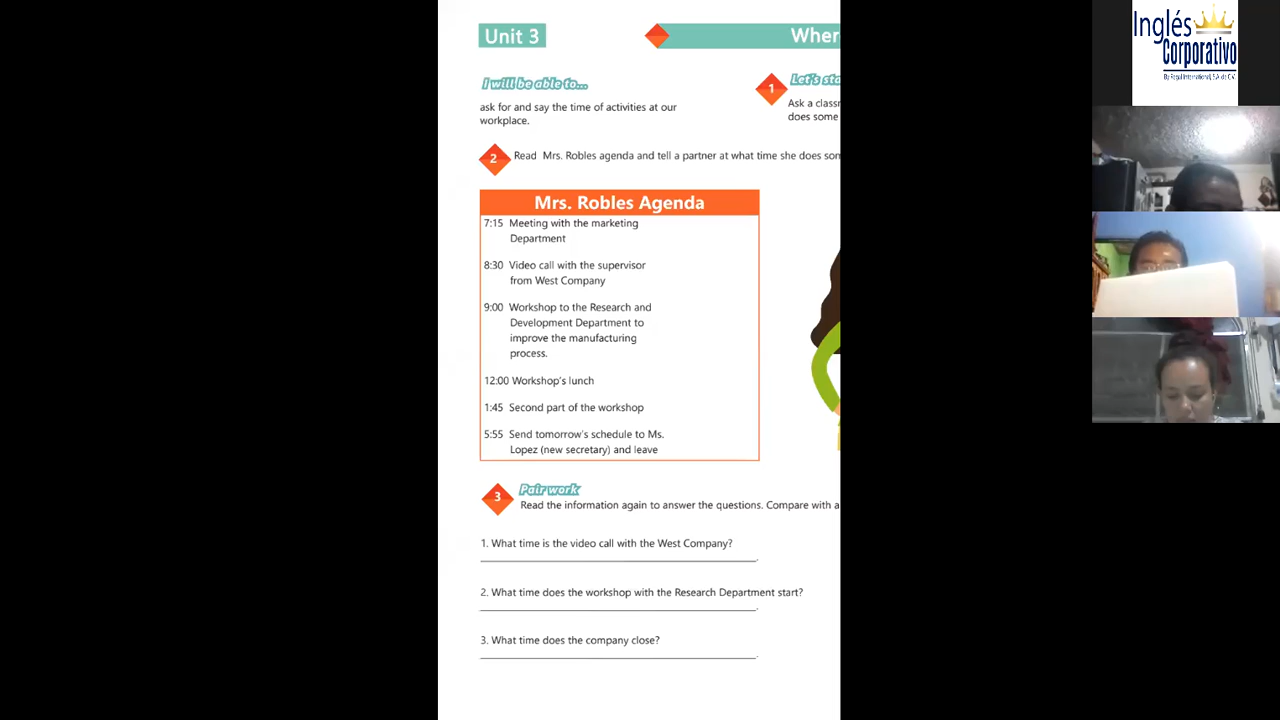 Unit 3
Wher
I will be able to...
ask for and say the time of activities at our
workplace.
1
Let's sta
Ask a classr
does some
2
Read Mrs. Robles agenda and tell a partner at what time she does som
Mrs. Robles Agenda
7:15 Meeting with the marketing
Department
8:30 Video call with the supervisor
from West Company
9:00 Workshop to the Research and
Development Department to
improve the manufacturing
process.
12:00 Workshop's lunch
1:45 Second part of the workshop
5:55 Send tomorrow's schedule to Ms.
Lopez (new secretary) and leave
3
Pair work
Read the information again to answer the questions. Compare with a
1. What time is the video call with the West Company?
2. What time does the workshop with the Research Department start?
3. What time does the company close?
Inglés
Corporativo
By Regal International, S.A. de C.V.